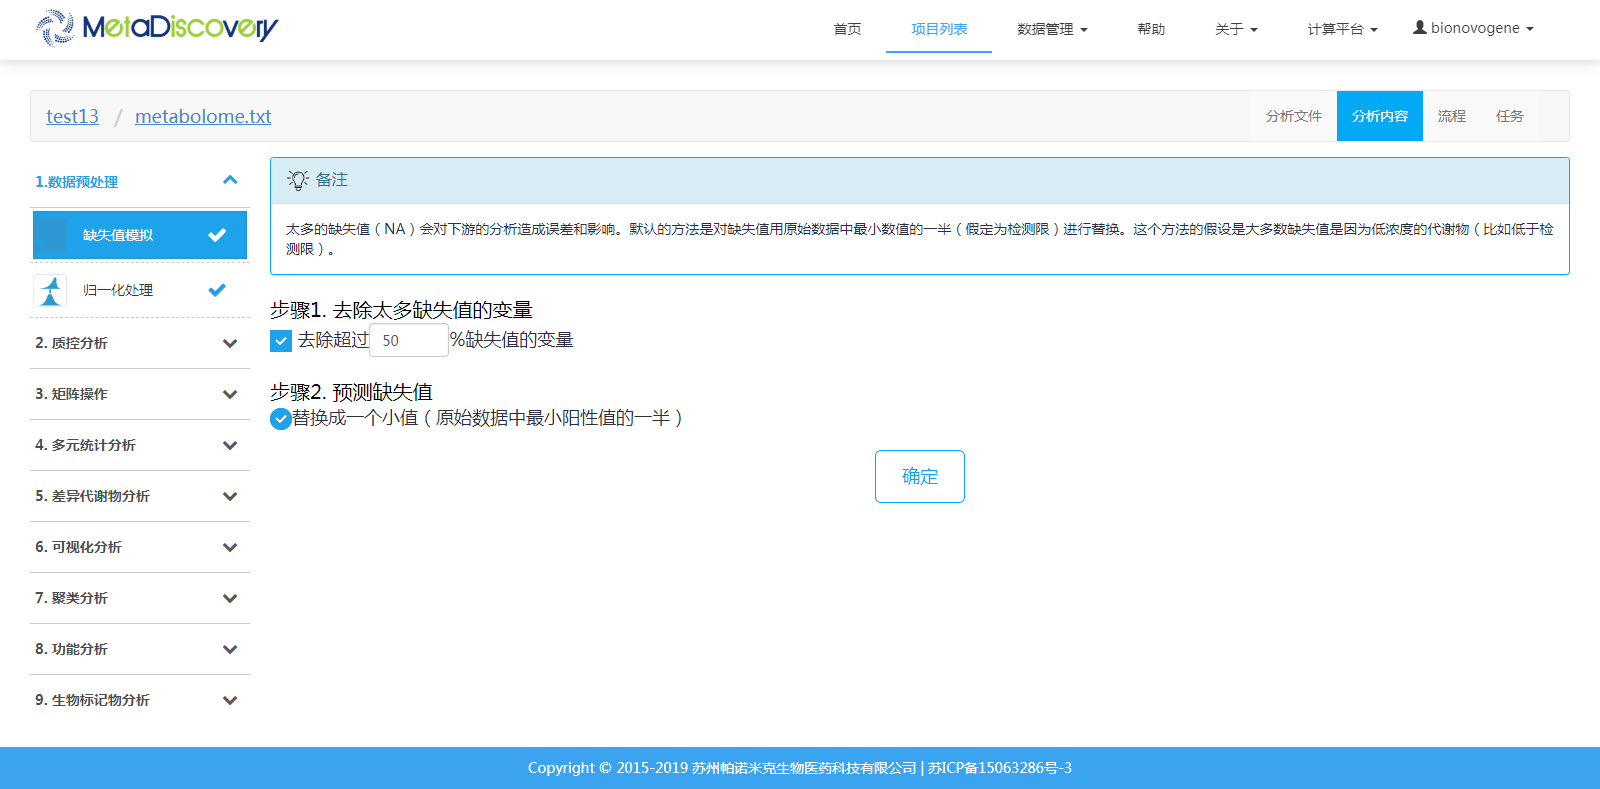 MetaDiscovery
首页
项目列表
数据管理
帮助
关于
计算平台
bionovogene
test13 / metabolome.txt
分析文件
分析内容
流程
任务
1.数据预处理
缺失值模拟
归一化处理
2. 质控分析
3. 矩阵操作
4. 多元统计分析
5. 差异代谢物分析
6. 可视化分析
7. 聚类分析
8. 功能分析
9. 生物标记物分析
备注
太多的缺失值（NA）会对下游的分析造成误差和影响。默认的方法是对缺失值用原始数据中最小数值的一半（假定为检测限）进行替换。这个方法的假设是大多数缺失值是因为低浓度的代谢物（比如低于检
测限）。
步骤1. 去除太多缺失值的变量
去除超过 50 %缺失值的变量
步骤2. 预测缺失值
替换成一个小值（原始数据中最小阳性值的一半）
确定
Copyright © 2015-2019 苏州帕诺米克生物医药科技有限公司 | 苏ICP备15063286号-3